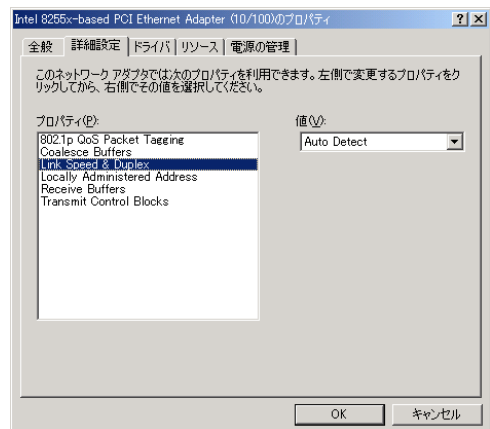 Intel 8255x-based PCI Ethernet Adapter (10/100)のプロパティ
全般 詳細設定 ドライバ リソース 電源の管理
このネットワーク アダプタでは次のプロパティを利用できます。左側で変更するプロパティをク
リックしてから、右側でその値を選択してください。
プロパティ(P): 値(V):
802.1p QoS Packet Tagging Auto Detect
Coalesce Buffers
Link Speed & Duplex
Locally Administered Address
Receive Buffers
Transmit Control Blocks
OK キャンセル